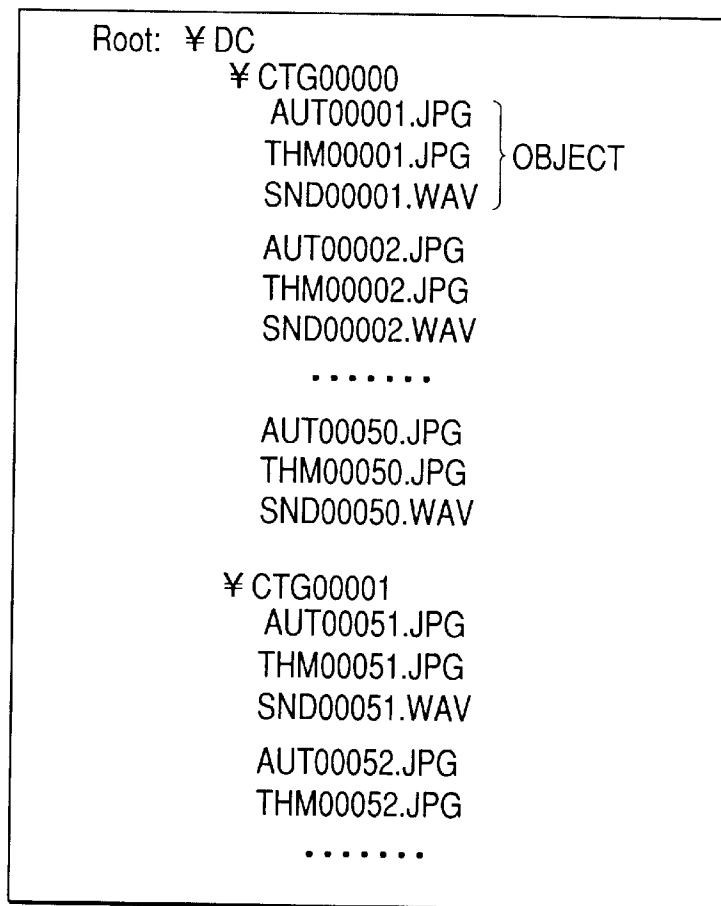 Root: ¥ DC
¥ CTG00000
AUT00001.JPG
THM00001.JPG OBJECT
SND00001.WAV
AUT00002.JPG
THM00002.JPG
SND00002.WAV
.......
AUT00050.JPG
THM00050.JPG
SND00050.WAV
¥ CTG00001
AUT00051.JPG
THM00051.JPG
SND00051.WAV
AUT00052.JPG
THM00052.JPG
.......